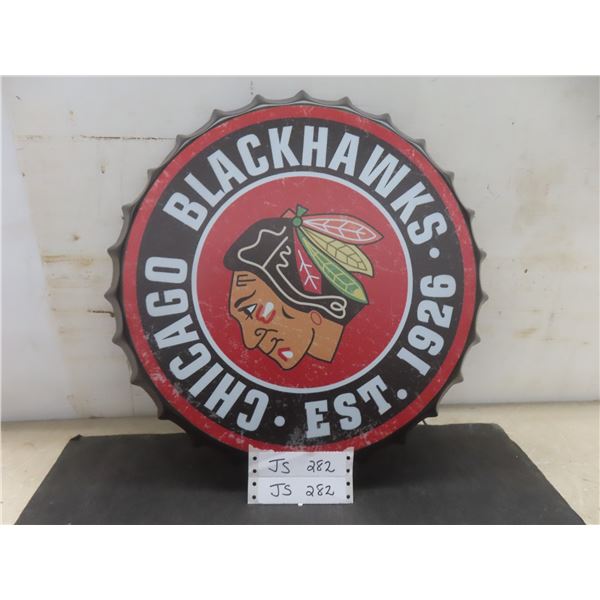 CHICAGO BLACKHAWKS · EST. 1926 ·
JS 282
JS 282